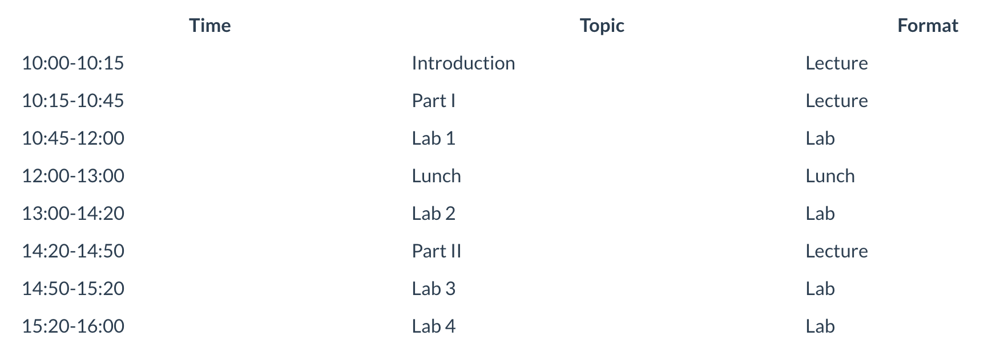 Time Topic Format
10:00-10:15 Introduction Lecture
10:15-10:45 Part I Lecture
10:45-12:00 Lab 1 Lab
12:00-13:00 Lunch Lunch
13:00-14:20 Lab 2 Lab
14:20-14:50 Part II Lecture
14:50-15:20 Lab 3 Lab
15:20-16:00 Lab 4 Lab